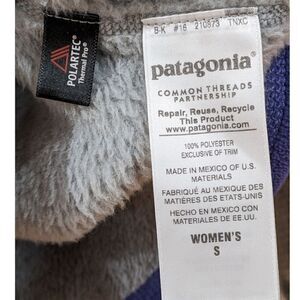 POLARTEC®
Thermal Pro®
B-K #16 210873 TNXC
patagonia®
COMMON THREADS
PARTNERSHIP
Repair, Reuse, Recycle
This Product
www.patagonia.com
100% POLYESTER
EXCLUSIVE OF TRIM
MADE IN MEXICO OF U.S.
MATERIALS
FABRIQUÉ AU MEXIQUE DES
MATIÈRES DES ETATS-UNIS
HECHO EN MEXICO CON
MATERIALES DE EE.UU.
WOMEN'S
S